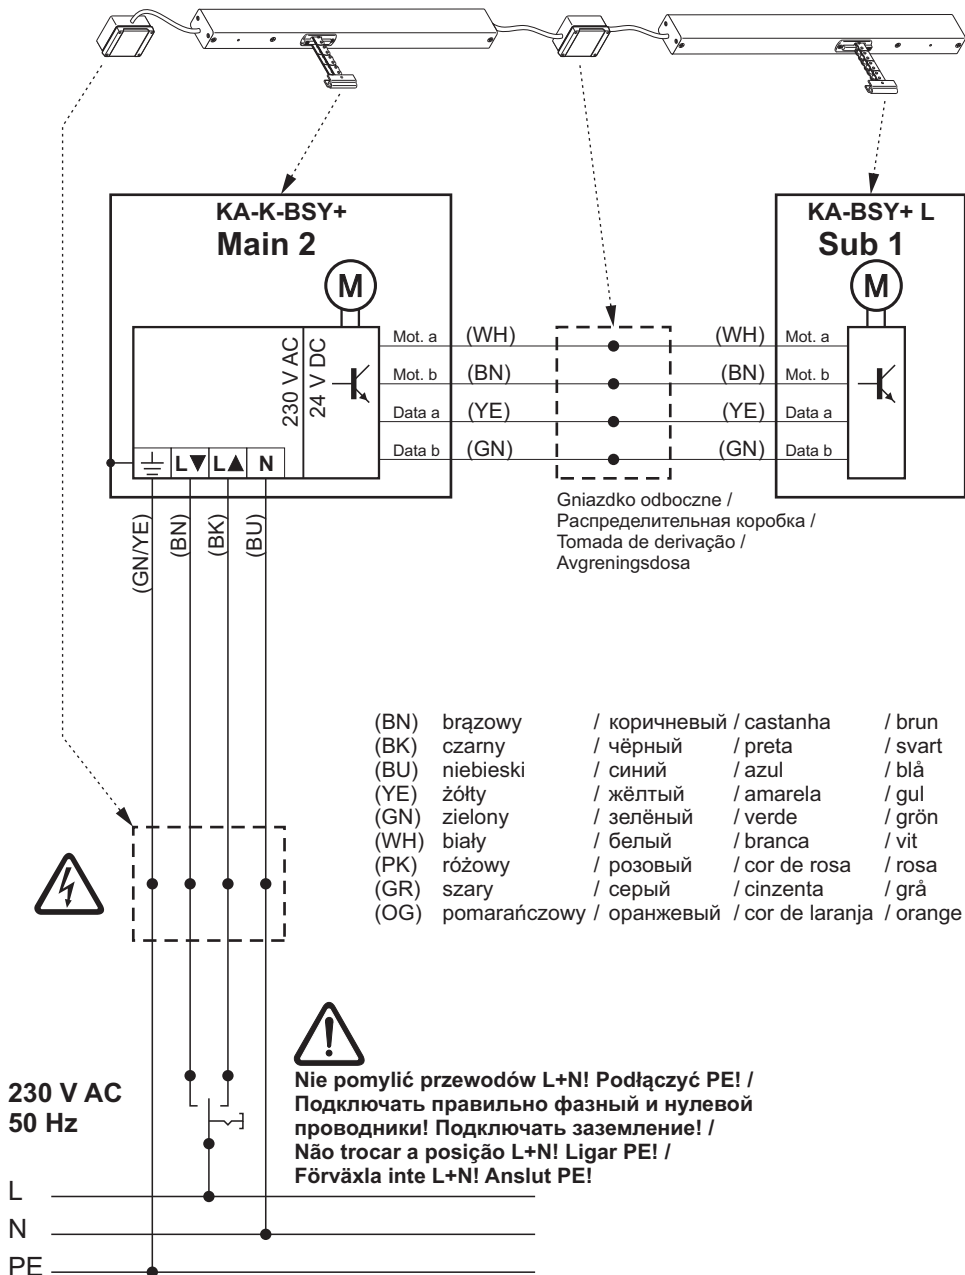 KA-K-BSY+
Main 2
M
230 V AC
24 V DC
Mot. a (WH)
Mot. b (BN)
Data a (YE)
Data b (GN)
L▼ L▲ N
(GN/YE) (BN) (BK) (BU)
KA-BSY+ L
Sub 1
M
(WH) Mot. a
(BN) Mot. b
(YE) Data a
(GN) Data b
Gniazdko odboczne /
Распределительная коробка /
Tomada de derivação /
Avgreningsdosa
(BN) brązowy / коричневый / castanha / brun
(BK) czarny / чёрный / preta / svart
(BU) niebieski / синий / azul / blå
(YE) żółty / жёлтый / amarela / gul
(GN) zielony / зелёный / verde / grön
(WH) biały / белый / branca / vit
(PK) różowy / розовый / cor de rosa / rosa
(GR) szary / серый / cinzenta / grå
(OG) pomarańczowy / оранжевый / cor de laranja / orange
Nie pomylić przewodów L+N! Podłączyć PE! /
Подключать правильно фазный и нулевой
проводники! Подключать заземление! /
Não trocar a posição L+N! Ligar PE! /
Förväxla inte L+N! Anslut PE!
230 V AC
50 Hz
L
N
PE